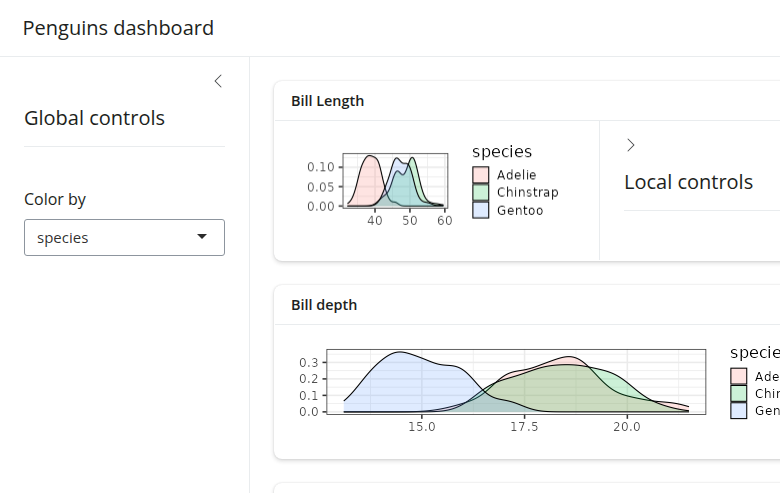 Penguins dashboard
Global controls
Color by
species
Bill Length
0.10
0.05
0.00
40 50 60
species
Adelie
Chinstrap
Gentoo
Local controls
Bill depth
0.3
0.2
0.1
0.0
15.0 17.5 20.0
specie
Ade
Chin
Gen